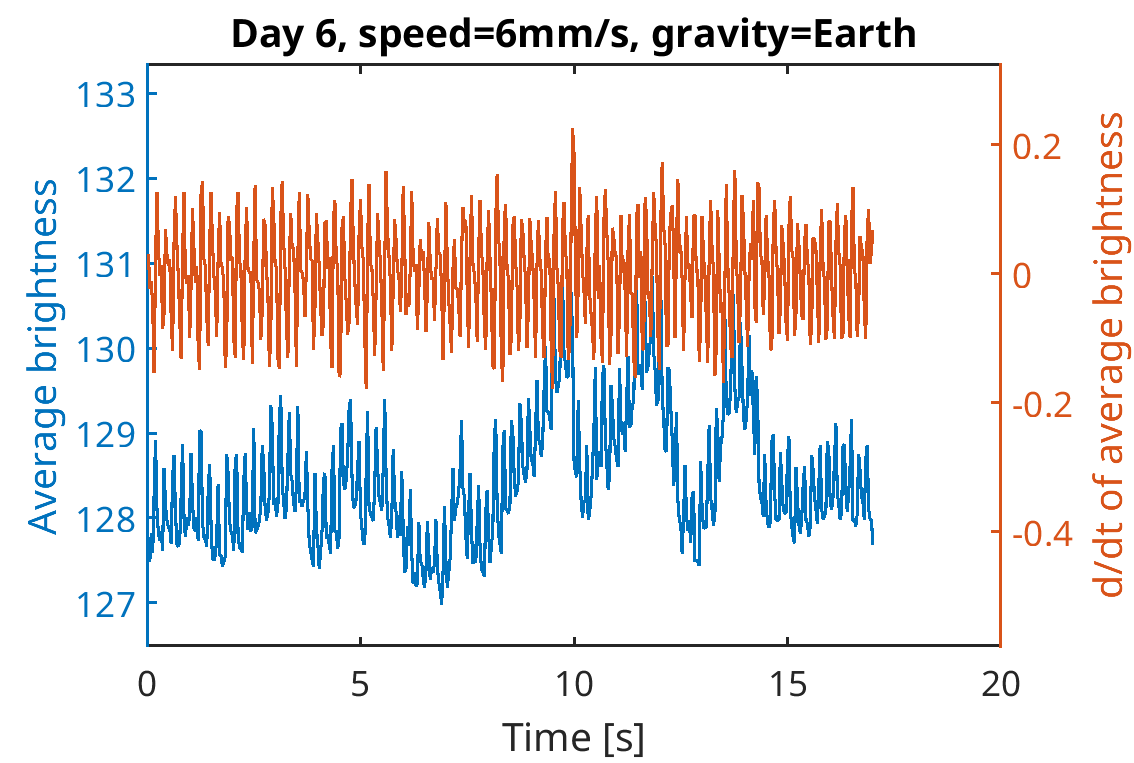 Day 6, speed=6mm/s, gravity=Earth
133
132
131
130
129
128
127
Average brightness
0.2
0
-0.2
-0.4
d/dt of average brightness
0 5 10 15 20
Time [s]